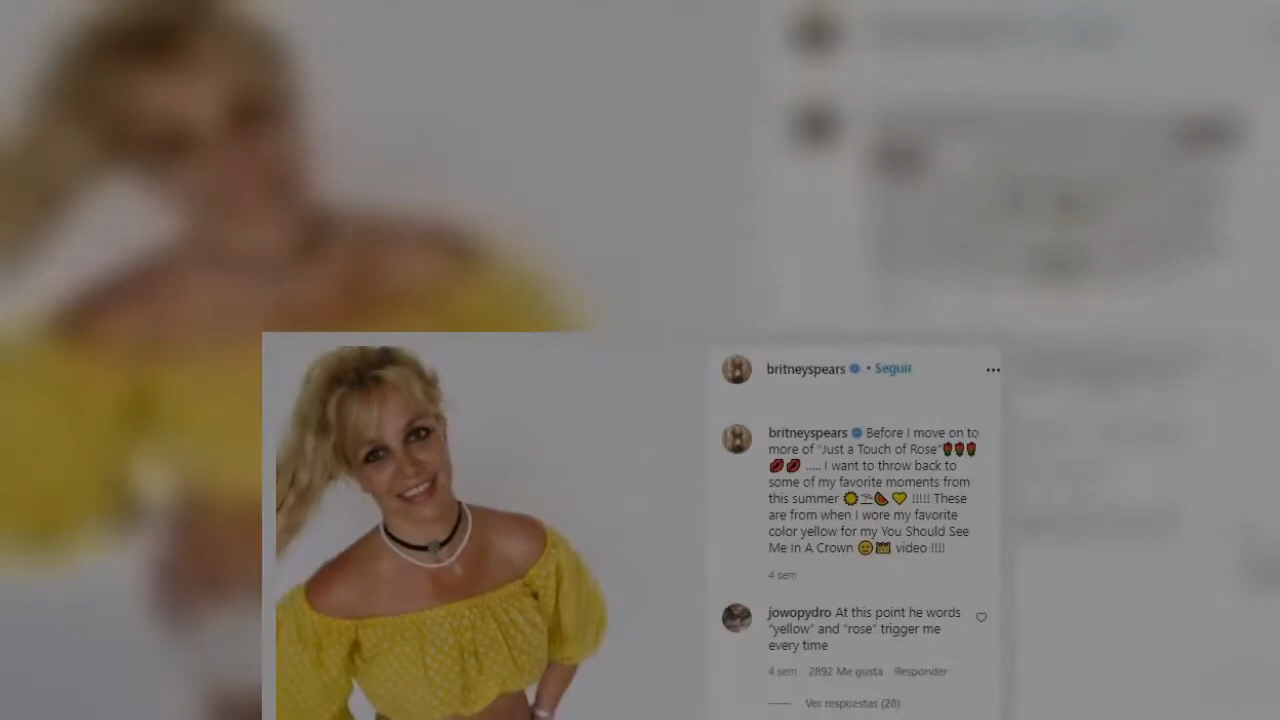 britneyspears • Seguir
britneyspears Before I move on to
more of "Just a Touch of Rose"🌹🌹🌹
💋💋 ..... I want to throw back to
some of my favorite moments from
this summer 🌞⛱🍉💛 !!!!! These
are from when I wore my favorite
color yellow for my You Should See
Me In A Crown 😐👑 video !!!!
4 sem
jowopydro At this point he words
"yellow" and "rose" trigger me
every time
4 sem 2892 Me gusta Responder
Ver respuestas (28)